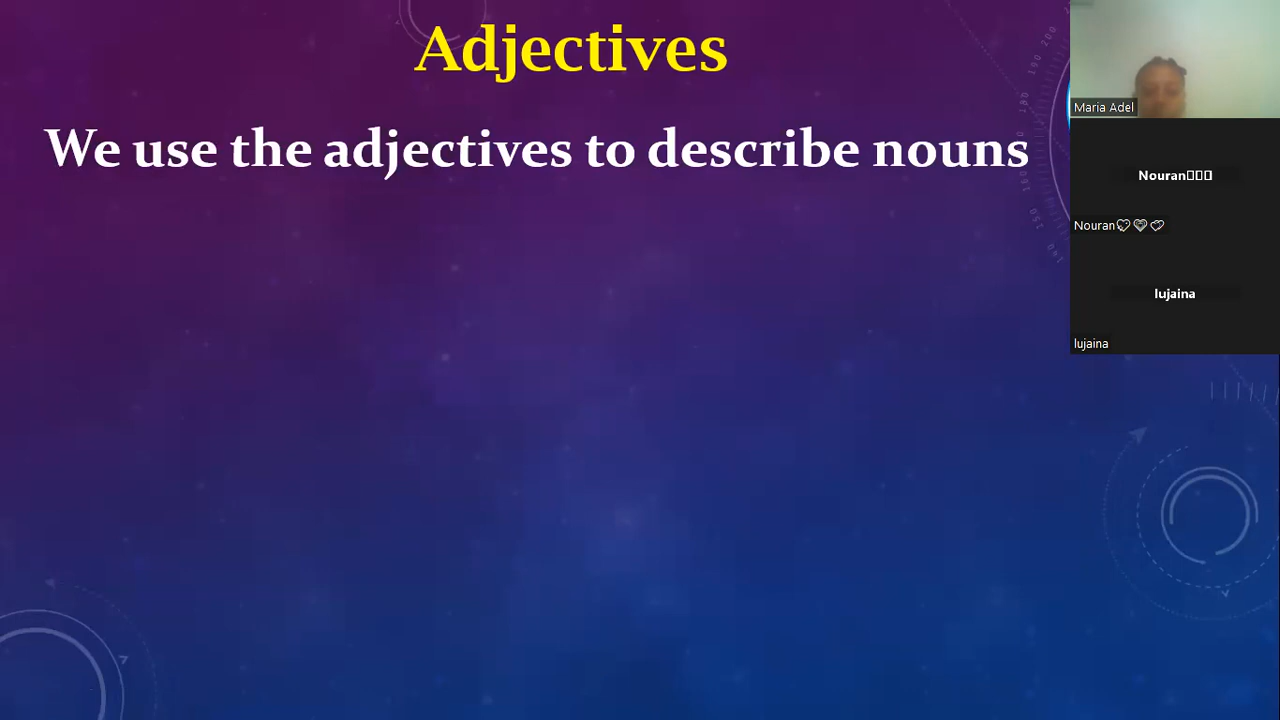 Adjectives
We use the adjectives to describe nouns
Maria Adel
Nouran
Nouran
lujaina
lujaina